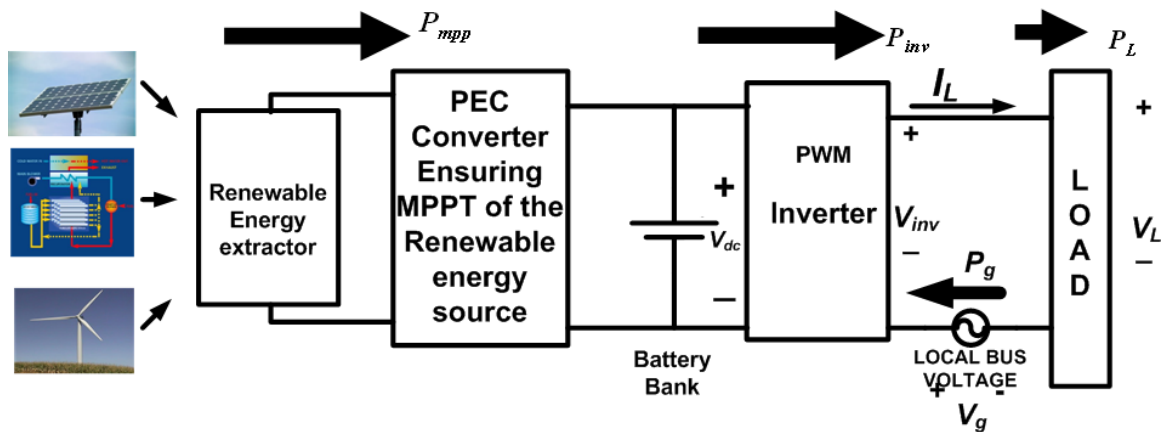 P_mpp
P_inv
P_L
Renewable
Energy
extractor
PEC
Converter
Ensuring
MPPT of the
Renewable
energy
source
+
V_dc
−
Battery
Bank
PWM
Inverter
I_L
+
V_inv
−
P_g
LOCAL BUS
VOLTAGE
+ -
V_g
L
O
A
D
+
V_L
−